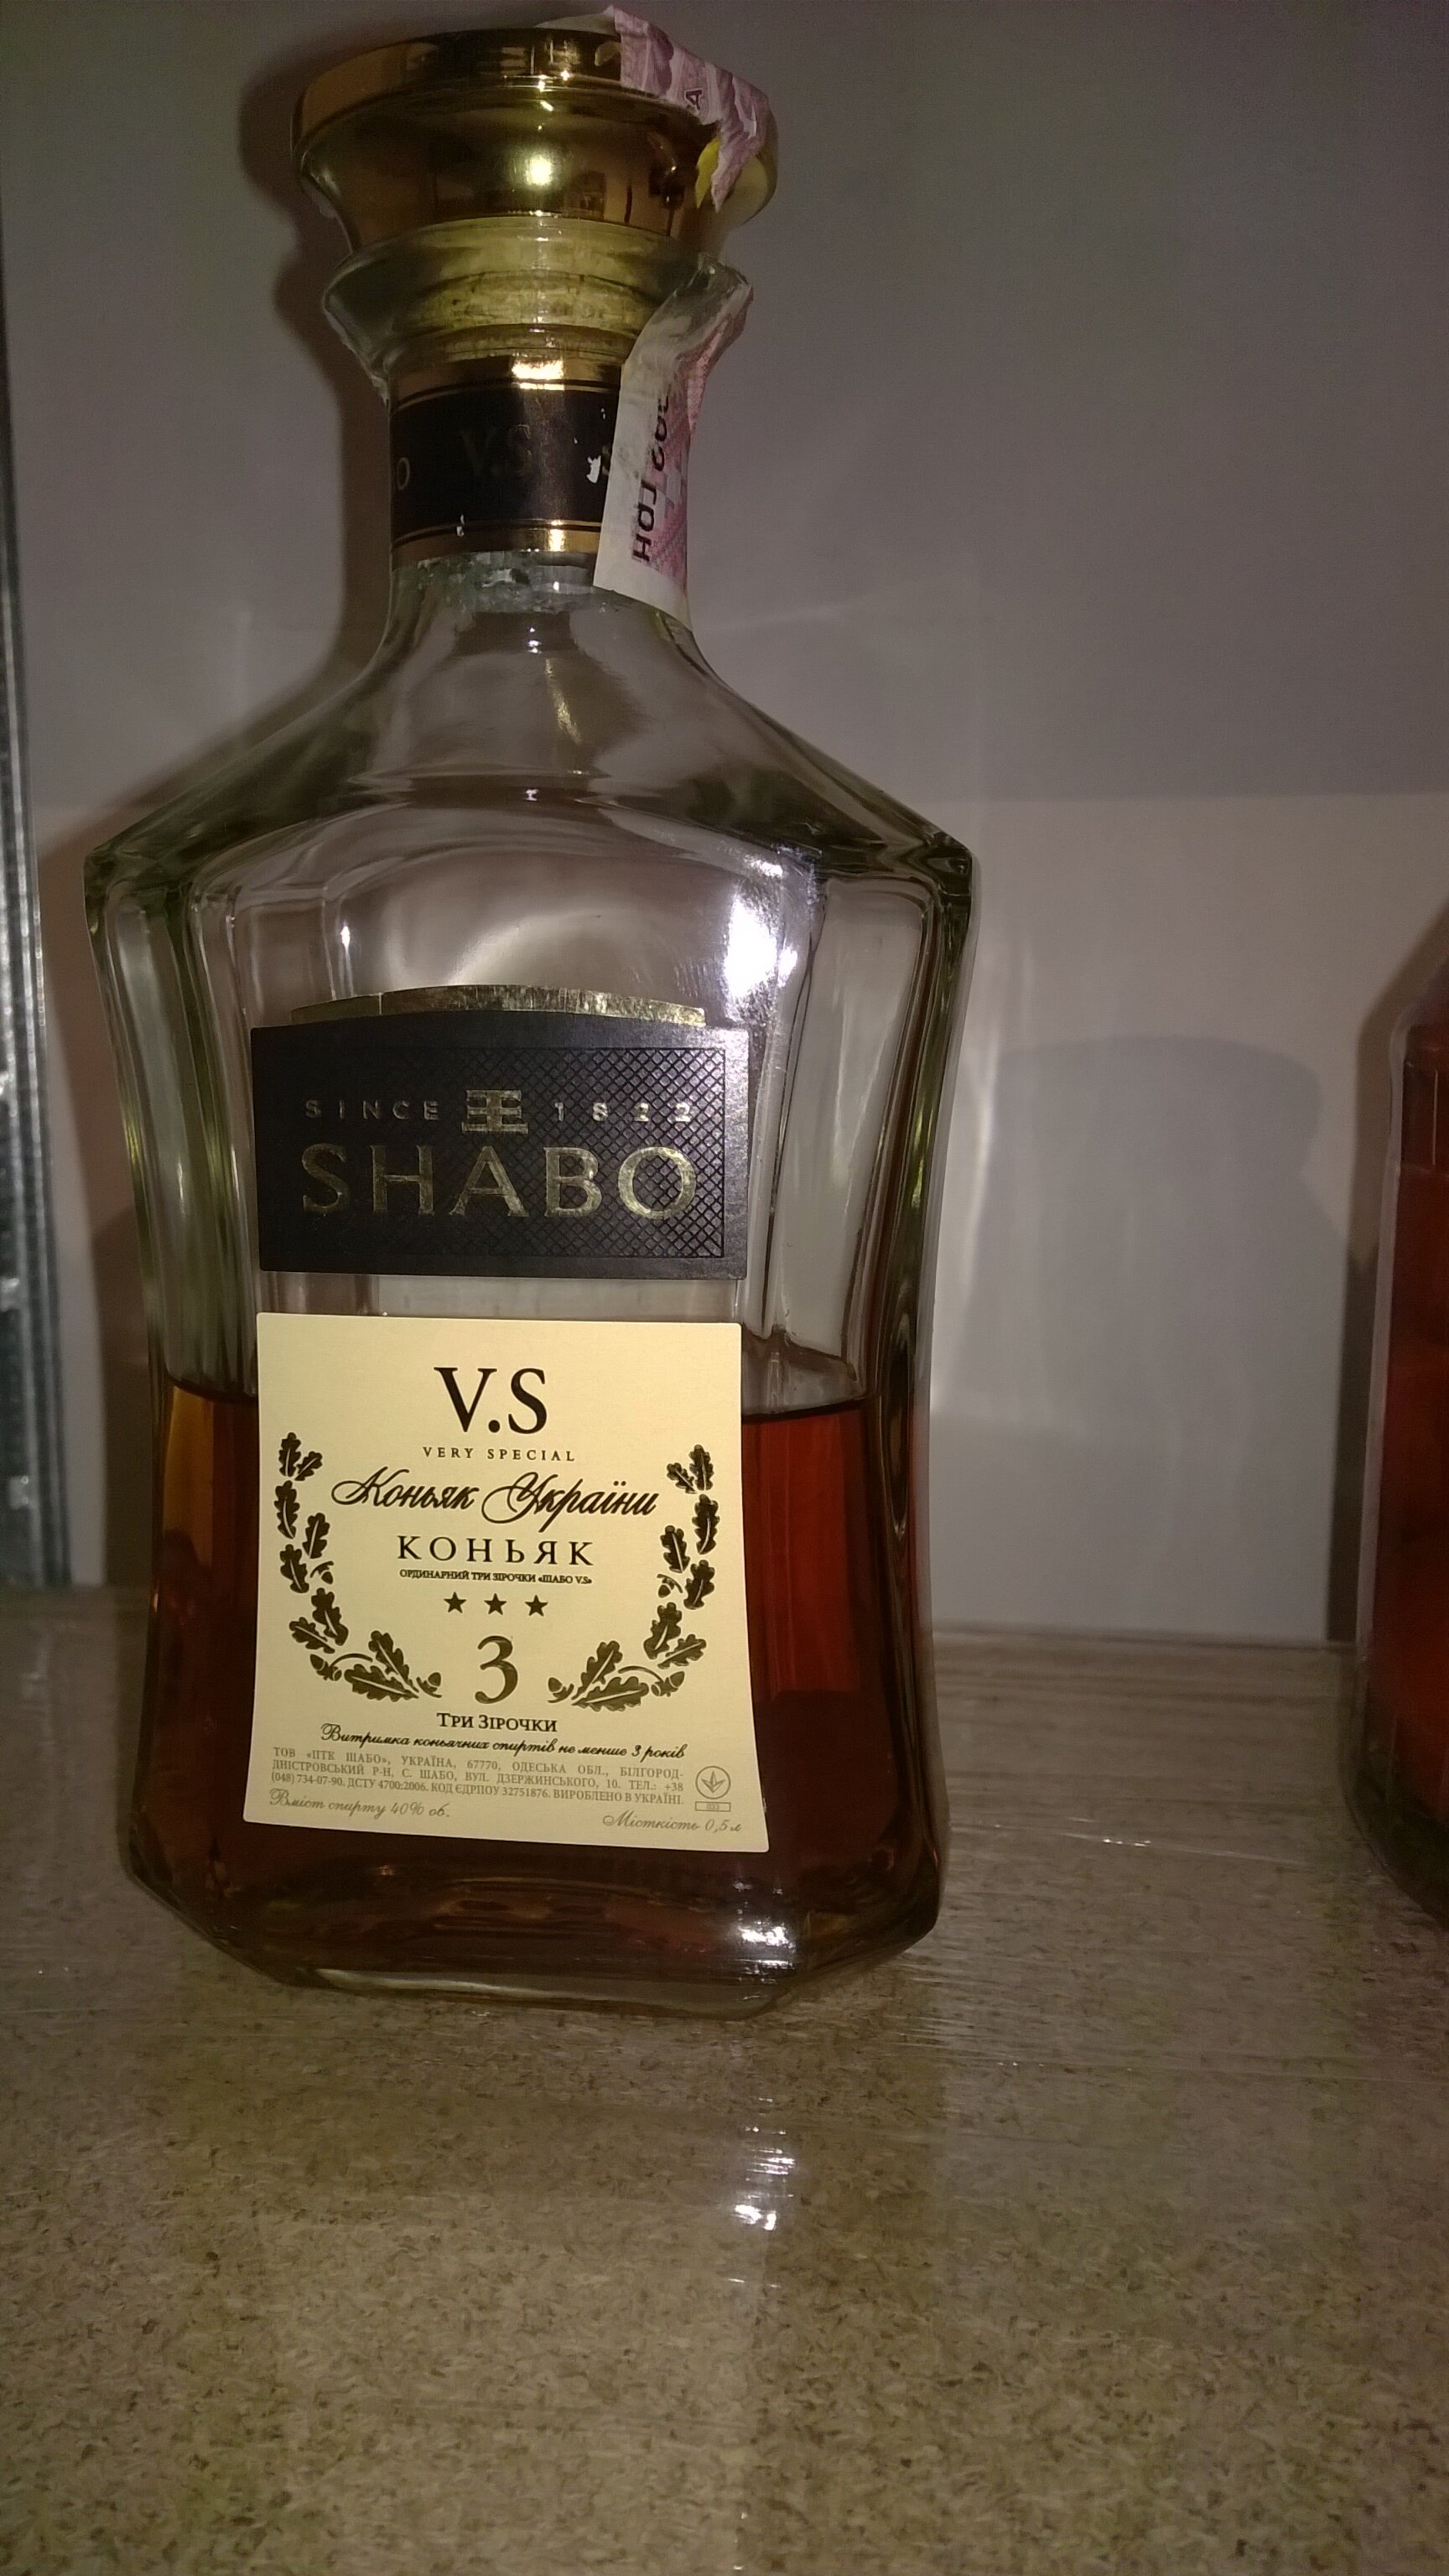 V.S
SINCE 1822
SHABO
V.S
VERY SPECIAL
Коньяк України
КОНЬЯК
ОРДИНАРНИЙ ТРИ ЗІРОЧКИ «ШАБО V.S»
3
ТРИ ЗІРОЧКИ
Витримка коньячних спиртів не менше 3 років
ТОВ «ПТК ШАБО», УКРАЇНА, 67770, ОДЕСЬКА ОБЛ., БІЛГОРОД-
ДНІСТРОВСЬКИЙ Р-Н, С. ШАБО, ВУЛ. ДЗЕРЖИНСЬКОГО, 10. ТЕЛ.: +38
(048) 734-07-90. ДСТУ 4700:2006. КОД ЄДРПОУ 32751876. ВИРОБЛЕНО В УКРАЇНІ.
Вміст спирту 40% об.
Місткість 0,5 л